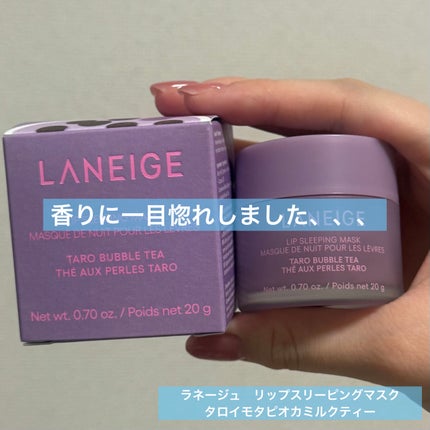 LANEIGE
香りに一目惚れしました、、、
MASQUE DE NUIT POUR LES LÈVRES
TARO BUBBLE TEA
THÉ AUX PERLES TARO
Net wt. 0.70 oz. / Poids net 20 g
LANEIGE
LIP SLEEPING MASK
MASQUE DE NUIT POUR LES LÈVRES
TARO BUBBLE TEA
THÉ AUX PERLES TARO
Net wt. 0.70 oz. / Poids net 20 g
ラネージュ　リップスリーピングマスク
タロイモタピオカミルクティー